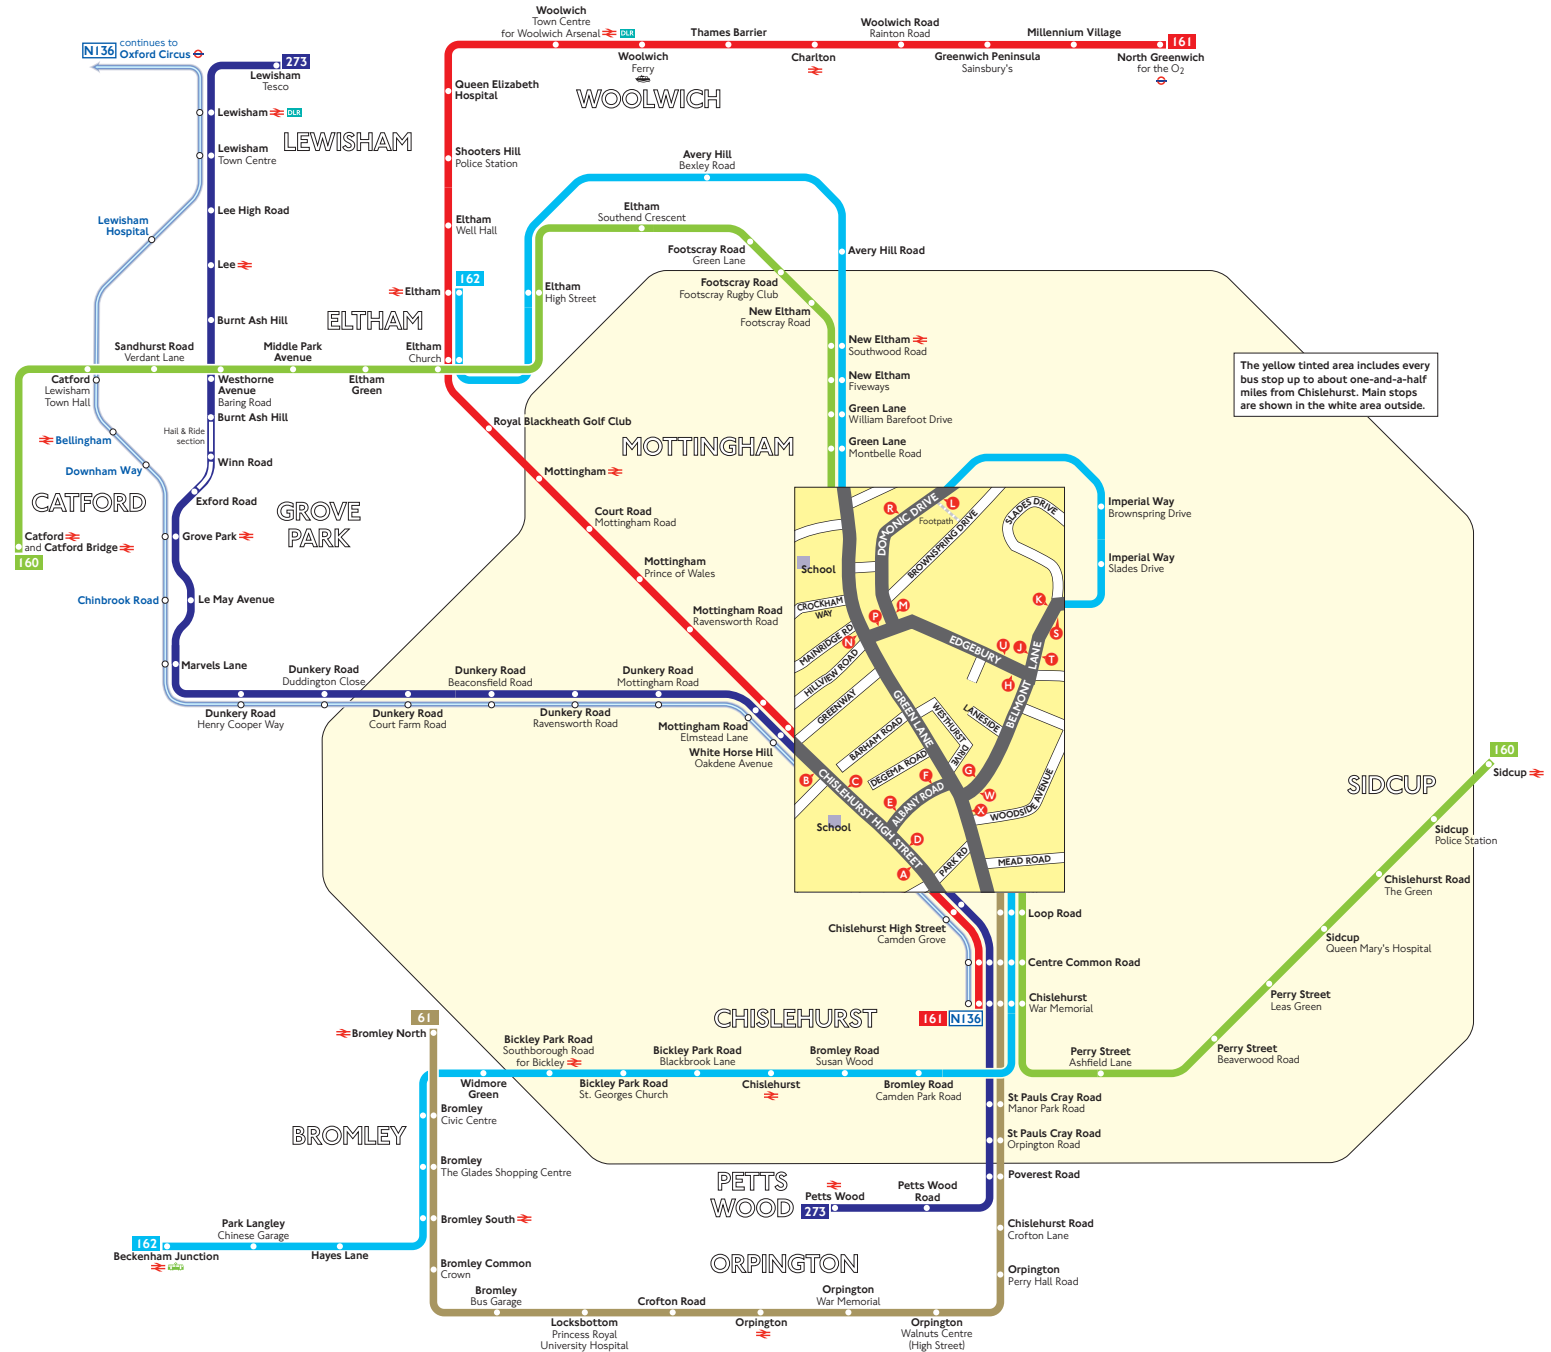 N136
continues to
Oxford Circus
273
Lewisham
Tesco
Lewisham
DLR
Lewisham
Town Centre
LEWISHAM
Lee High Road
Lewisham
Hospital
Lee
Burnt Ash Hill
Sandhurst Road
Verdant Lane
Middle Park
Avenue
Catford
Lewisham
Town Hall
Westhorne
Avenue
Baring Road
Eltham
Green
Burnt Ash Hill
Hail & Ride
section
Bellingham
Winn Road
Downham Way
Exford Road
CATFORD
GROVE
PARK
Catford
and Catford Bridge
160
Grove Park
Chinbrook Road
Le May Avenue
Marvels Lane
Woolwich
Town Centre
for Woolwich Arsenal
DLR
Woolwich
Ferry
Thames Barrier
Charlton
Woolwich Road
Rainton Road
Greenwich Peninsula
Sainsbury's
Millennium Village
161
North Greenwich
for the O2
Queen Elizabeth
Hospital
WOOLWICH
Shooters Hill
Police Station
Eltham
Well Hall
Avery Hill
Bexley Road
Eltham
Southend Crescent
Avery Hill Road
Footscray Road
Green Lane
Footscray Road
Footscray Rugby Club
New Eltham
Footscray Road
162
Eltham
Eltham
High Street
ELTHAM
Eltham
Church
New Eltham
Southwood Road
New Eltham
Fiveways
Green Lane
William Barefoot Drive
Green Lane
Montbelle Road
The yellow tinted area includes every
bus stop up to about one-and-a-half
miles from Chislehurst. Main stops
are shown in the white area outside.
Royal Blackheath Golf Club
MOTTINGHAM
Mottingham
Court Road
Mottingham Road
Mottingham
Prince of Wales
Mottingham Road
Ravensworth Road
Dunkery Road
Duddington Close
Dunkery Road
Beaconsfield Road
Dunkery Road
Mottingham Road
Dunkery Road
Henry Cooper Way
Dunkery Road
Court Farm Road
Dunkery Road
Ravensworth Road
Mottingham Road
Elmstead Lane
White Horse Hill
Oakdene Avenue
Imperial Way
Brownspring Drive
Imperial Way
Slades Drive
R
L
Footpath
DOMONIC DRIVE
BROWNSPRING DRIVE
SLADES DRIVE
School
CROCKHAM
WAY
P
M
K
S
N
MAINRIDGE RD
HILLVIEW ROAD
GREENWAY
EDGEBURY
U
J
T
H
BELMONT LANE
GREEN LANE
WESTHURST
DRIVE
LANESIDE
BARHAM ROAD
DEGEMA ROAD
B
C
F
G
W
X
E
ALBANY ROAD
WOODSIDE AVENUE
CHISLEHURST HIGH STREET
School
D
A
PARK RD
MEAD ROAD
160
Sidcup
SIDCUP
Sidcup
Police Station
Chislehurst Road
The Green
Sidcup
Queen Mary's Hospital
Perry Street
Leas Green
Perry Street
Beaverwood Road
Perry Street
Ashfield Lane
Loop Road
Chislehurst High Street
Camden Grove
Centre Common Road
Chislehurst
War Memorial
CHISLEHURST
161
N136
61
Bromley North
Bickley Park Road
Southborough Road
for Bickley
Bickley Park Road
Blackbrook Lane
Bromley Road
Susan Wood
Widmore
Green
Bickley Park Road
St. Georges Church
Chislehurst
Bromley Road
Camden Park Road
St Pauls Cray Road
Manor Park Road
St Pauls Cray Road
Orpington Road
Poverest Road
BROMLEY
Bromley
Civic Centre
Bromley
The Glades Shopping Centre
Bromley South
PETTS
WOOD
Petts Wood
273
Petts Wood
Road
Chislehurst Road
Crofton Lane
162
Beckenham Junction
Park Langley
Chinese Garage
Hayes Lane
Bromley Common
Crown
ORPINGTON
Orpington
Perry Hall Road
Bromley
Bus Garage
Locksbottom
Princess Royal
University Hospital
Crofton Road
Orpington
Orpington
War Memorial
Orpington
Walnuts Centre
(High Street)